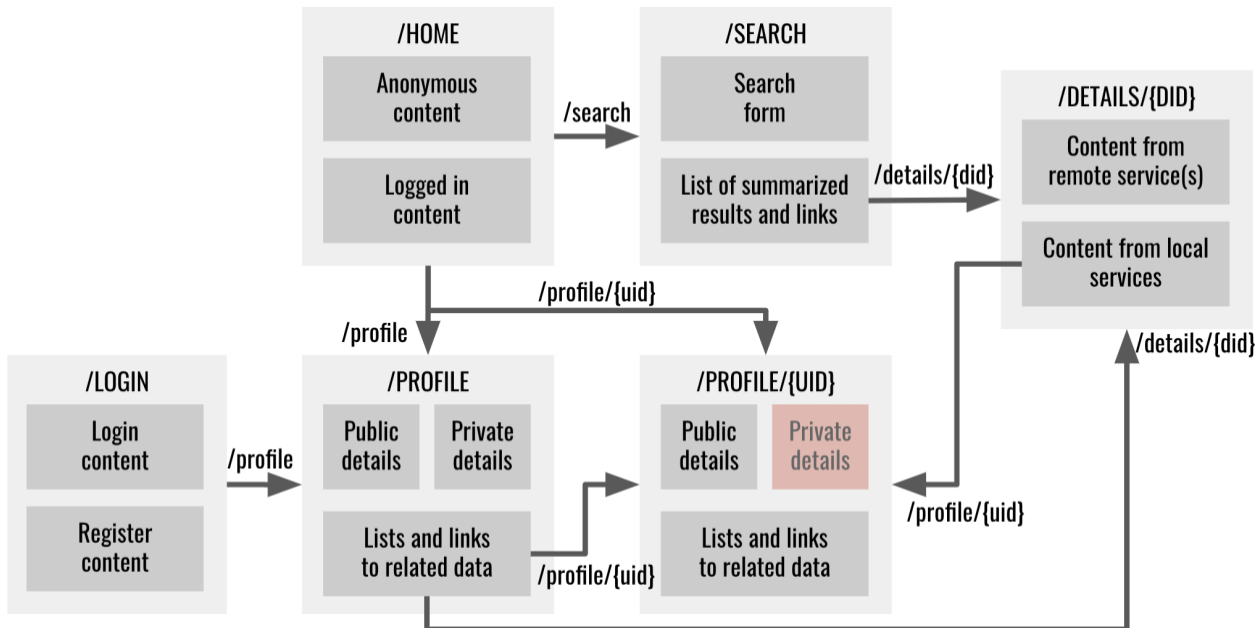 /HOME
Anonymous
content
Logged in
content
/search
/SEARCH
Search
form
List of summarized
results and links
/details/{did}
/DETAILS/{DID}
Content from
remote service(s)
Content from local
services
/profile/{uid}
/profile
/details/{did}
/LOGIN
Login
content
Register
content
/profile
/PROFILE
Public
details
Private
details
Lists and links
to related data
/profile/{uid}
/PROFILE/{UID}
Public
details
Private
details
Lists and links
to related data
/profile/{uid}